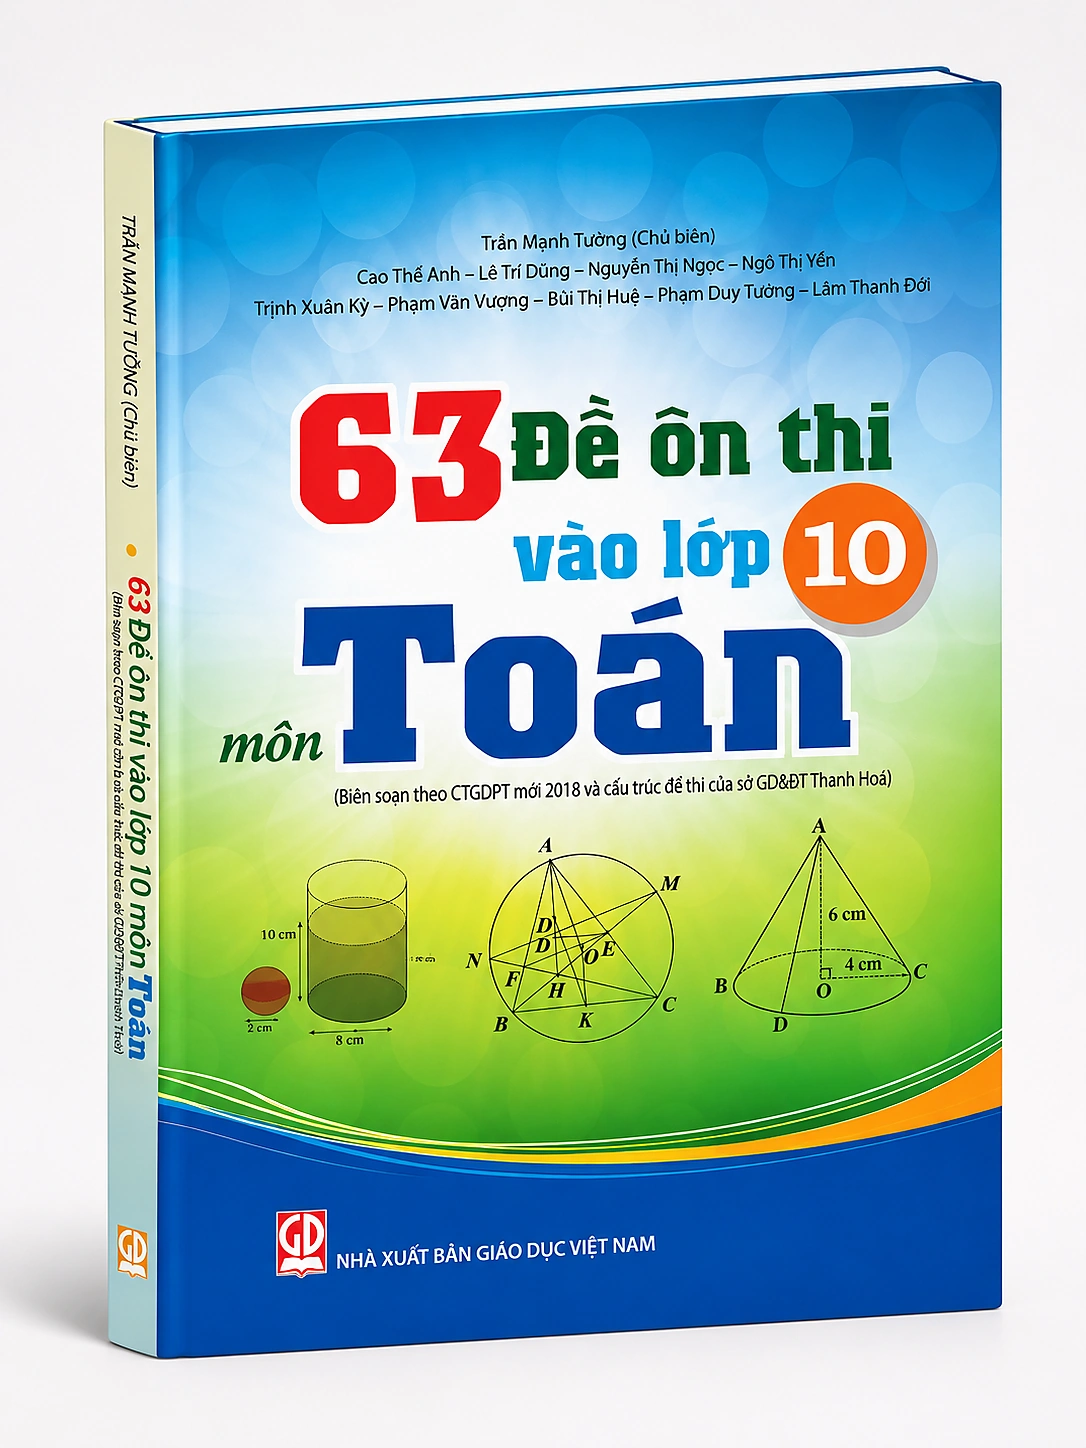 TRẦN MẠNH TƯỜNG (Chủ biên)
63 Đề ôn thi vào lớp 10 môn Toán
GD
Trần Mạnh Tường (Chủ biên)
Cao Thế Anh – Lê Trí Dũng – Nguyễn Thị Ngọc – Ngô Thị Yến
Trịnh Xuân Kỳ – Phạm Văn Vượng – Bùi Thị Huệ – Phạm Duy Tưởng – Lâm Thanh Đới
63 Đề ôn thi
vào lớp 10
môn Toán
(Biên soạn theo CTGDPT mới 2018 và cấu trúc đề thi của sở GD&ĐT Thanh Hoá)
10 cm
2 cm
8 cm
A
M
D
D
E
O
N
F
H
B
K
C
A
6 cm
4 cm
B
O
C
D
GD
NHÀ XUẤT BẢN GIÁO DỤC VIỆT NAM